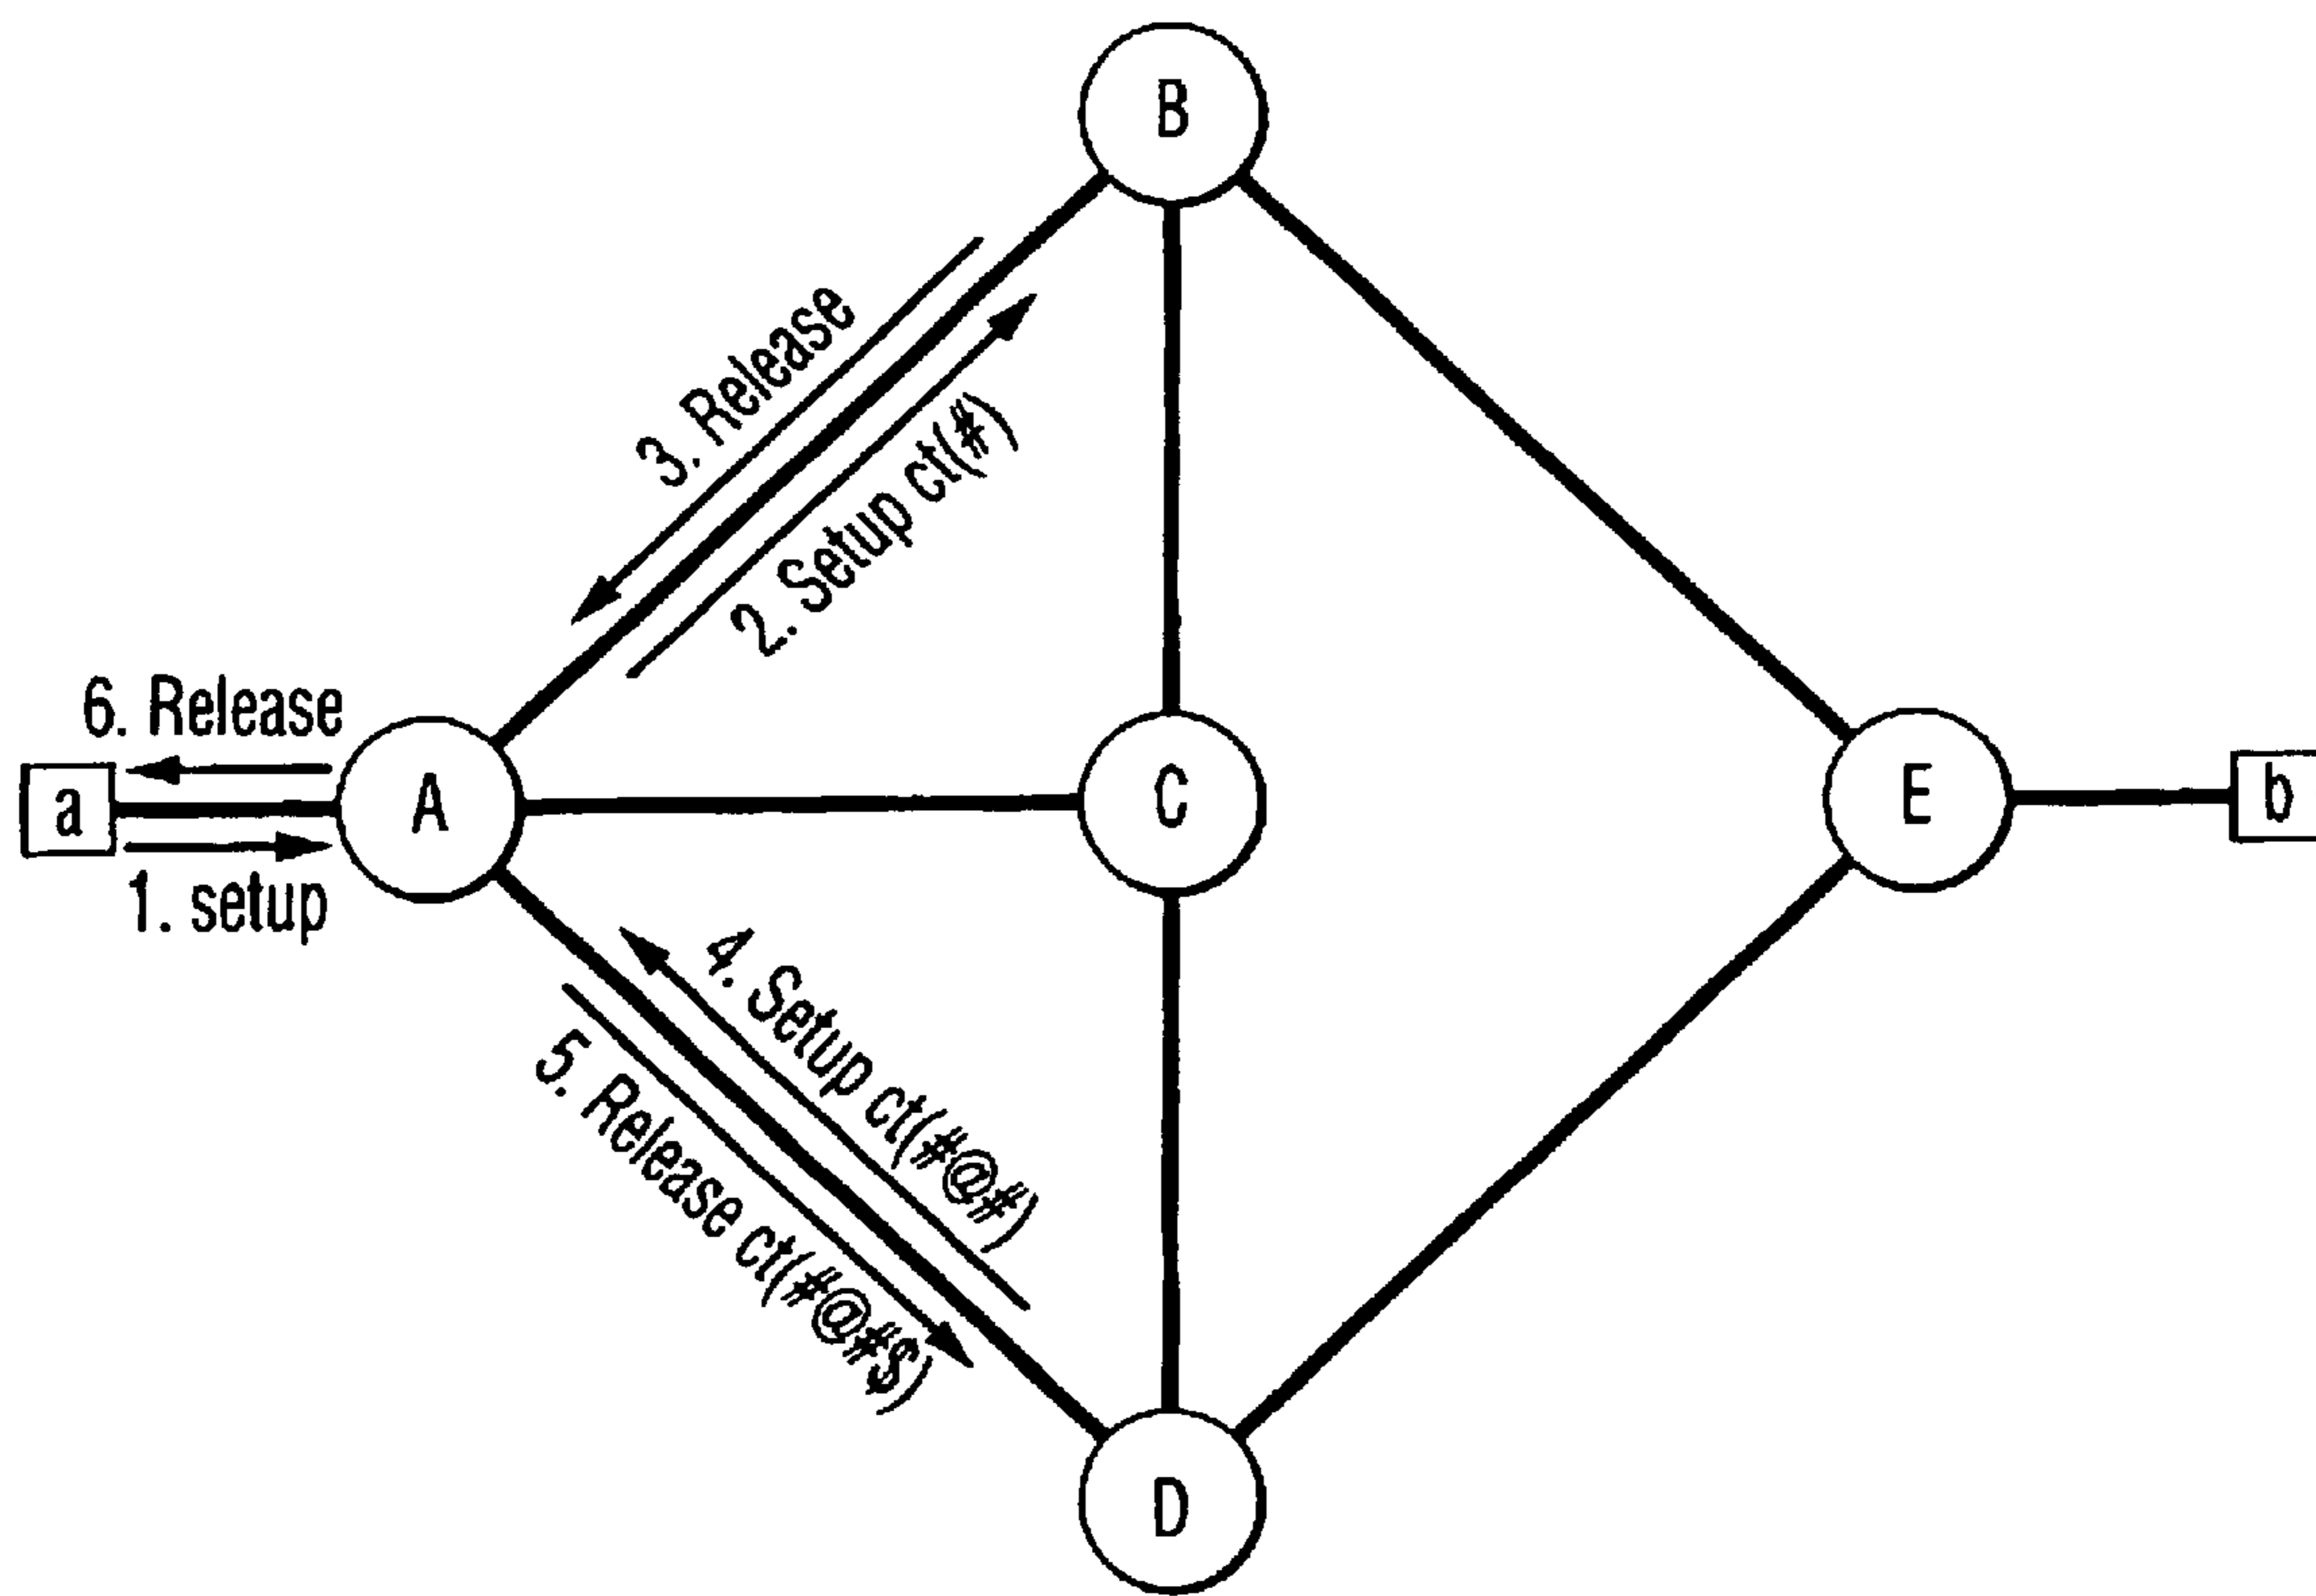 B
3. Release
2. Setup ct(*)
6. Release
a
A
C
E
b
1. setup
4. Setup ct(*@*)
5. Release ct(*@*S)
D